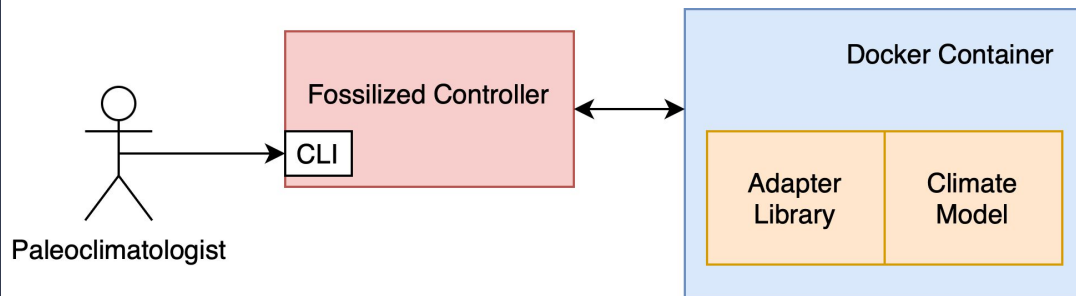 Docker Container
Fossilized Controller
CLI
Adapter
Library
Climate
Model
Paleoclimatologist